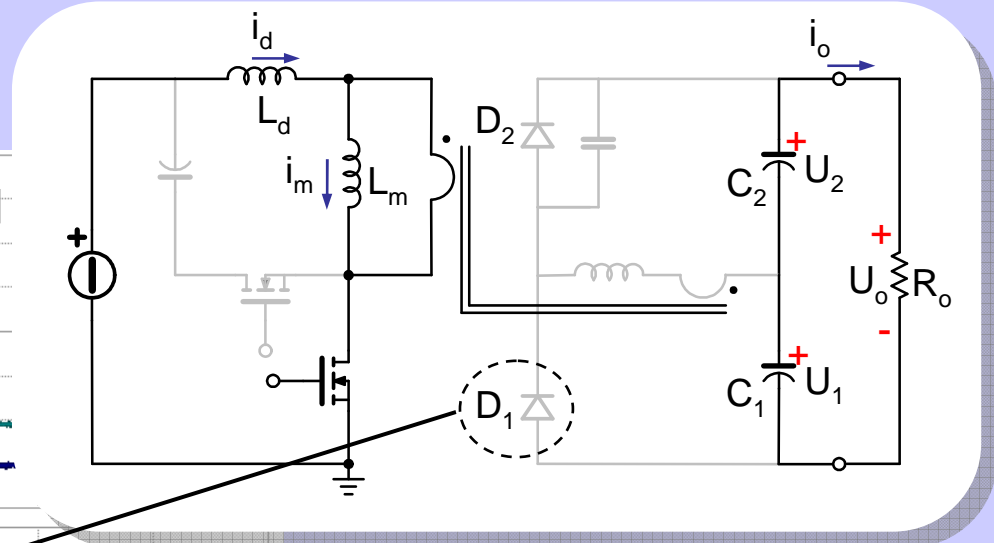 i_d
i_o
L_d
D_2
i_m
L_m
C_2
+
U_2
+
+
U_o
R_o
-
D_1
C_1
+
U_1